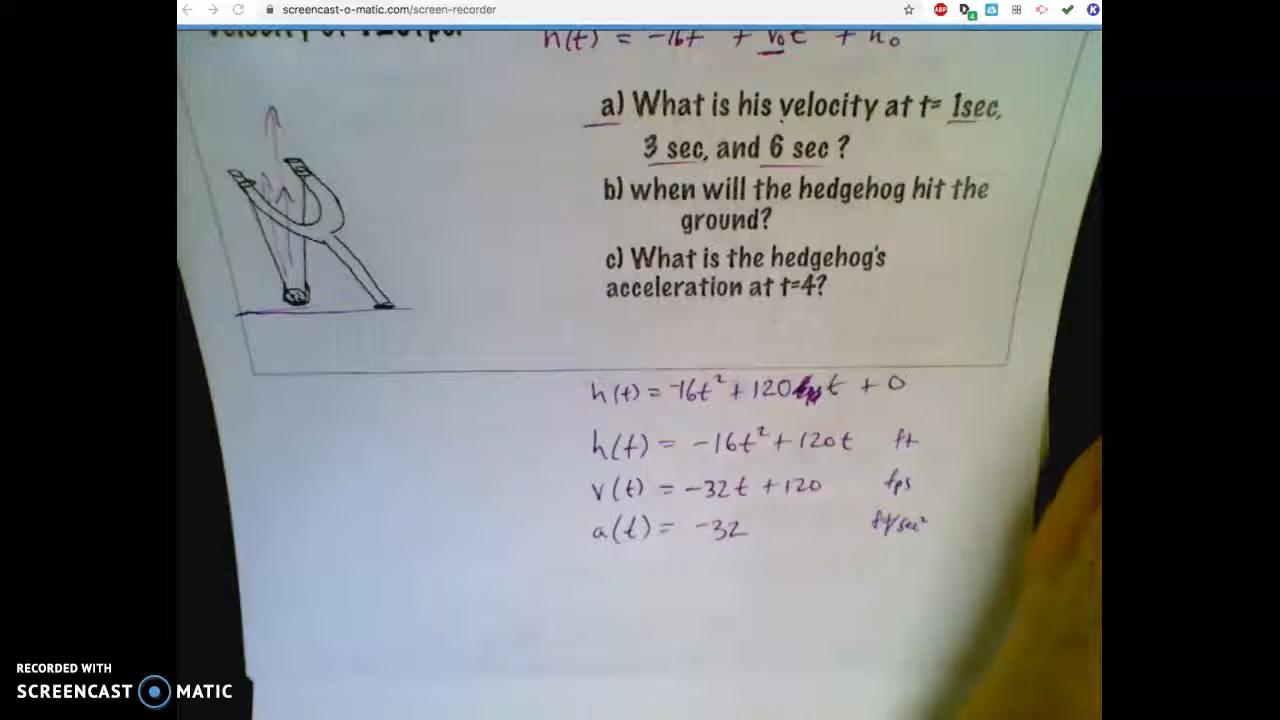 screencast-o-matic.com/screen-recorder
h(t) = -16t + v₀t + h₀
a) What is his velocity at t= 1sec,
3 sec, and 6 sec ?
b) when will the hedgehog hit the
ground?
c) What is the hedgehog's
acceleration at t=4?
h(t) = -16t² + 120 t + 0
h(t) = -16t² + 120t ft
v(t) = -32t + 120 fps
a(t) = -32 ft/sec²
RECORDED WITH
SCREENCAST MATIC